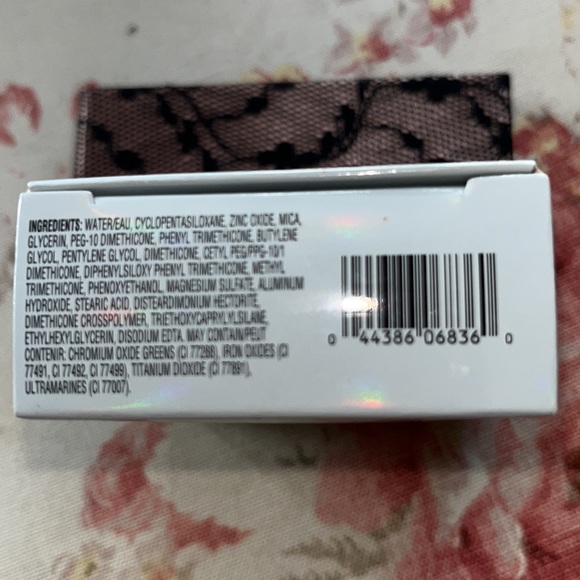 INGREDIENTS: WATER/EAU, CYCLOPENTASILOXANE, ZINC OXIDE, MICA,
GLYCERIN, PEG-10 DIMETHICONE, PHENYL TRIMETHICONE, BUTYLENE
GLYCOL, PENTYLENE GLYCOL, DIMETHICONE, CETYL PEG/PPG-10/1
DIMETHICONE, DIPHENYLSILOXY PHENYL TRIMETHICONE, METHYL
TRIMETHICONE, PHENOXYETHANOL, MAGNESIUM SULFATE, ALUMINUM
HYDROXIDE, STEARIC ACID, DISTEARDIMONIUM HECTORITE,
DIMETHICONE CROSSPOLYMER, TRIETHOXYCAPRYLYLSILANE,
ETHYLHEXYLGLYCERIN, DISODIUM EDTA. MAY CONTAIN/PEUT
CONTENIR: CHROMIUM OXIDE GREENS (CI 77288), IRON OXIDES (CI
77491, CI 77492, CI 77499), TITANIUM DIOXIDE (CI 77891),
ULTRAMARINES (CI 77007).
0 44386 06836 0